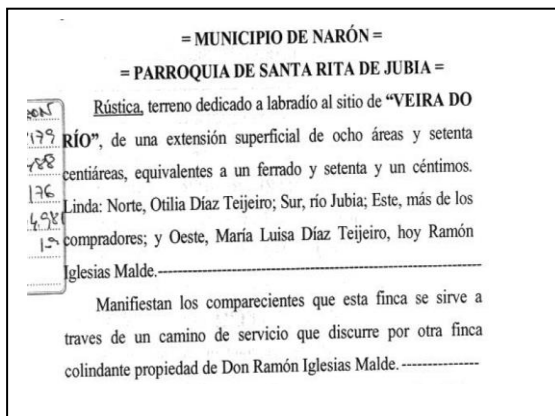 = MUNICIPIO DE NARÓN =
= PARROQUIA DE SANTA RITA DE JUBIA =
Rústica, terreno dedicado a labradío al sitio de “VEIRA DO
RÍO”, de una extensión superficial de ocho áreas y setenta
centiáreas, equivalentes a un ferrado y setenta y un céntimos.
Linda: Norte, Otilia Díaz Teijeiro; Sur, río Jubia; Este, más de los
compradores; y Oeste, María Luisa Díaz Teijeiro, hoy Ramón
Iglesias Malde.-----------------------------------------------------------
Manifiestan los comparecientes que esta finca se sirve a
traves de un camino de servicio que discurre por otra finca
colindante propiedad de Don Ramón Iglesias Malde. --------------
179
188
176